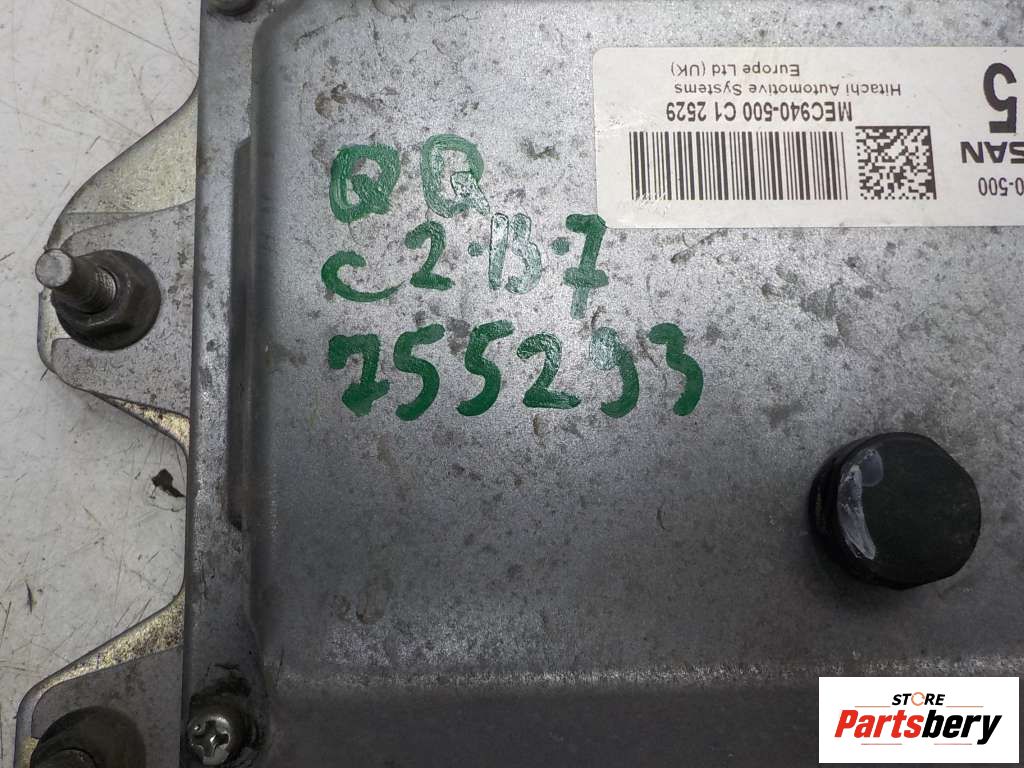 QQ
C2·B·7
755293
MEC940-500 C1 2529
Hitachi Automotive Systems
Europe Ltd (UK)
5
SAN
0-500
STORE
Partsbery